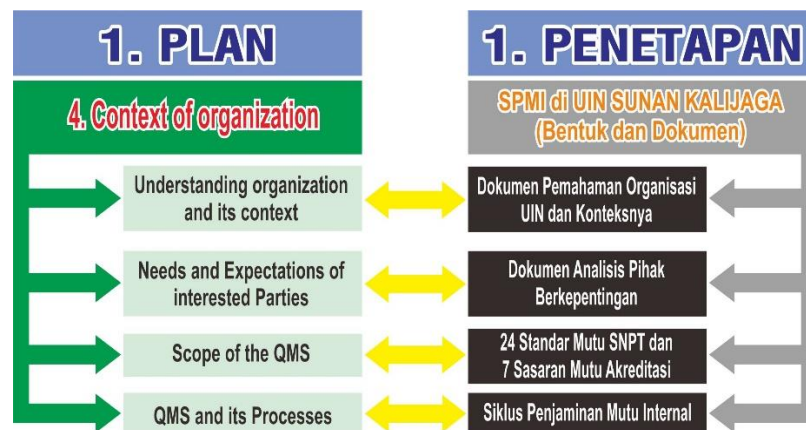 1. PLAN
4. Context of organization
Understanding organization
and its context
Needs and Expectations of
interested Parties
Scope of the QMS
QMS and its Processes
1. PENETAPAN
SPMI di UIN SUNAN KALIJAGA
(Bentuk dan Dokumen)
Dokumen Pemahaman Organisasi
UIN dan Konteksnya
Dokumen Analisis Pihak
Berkepentingan
24 Standar Mutu SNPT dan
7 Sasaran Mutu Akreditasi
Siklus Penjaminan Mutu Internal